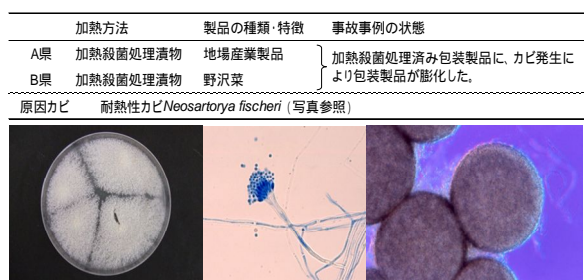 加熱方法 製品の種類・特徴 事故事例の状態
A県 加熱殺菌処理漬物 地場産業製品
加熱殺菌処理済み包装製品に、カビ発生に
B県 加熱殺菌処理漬物 野沢菜
より包装製品が膨化した。
原因カビ 耐熱性カビNeosartorya fischeri (写真参照)